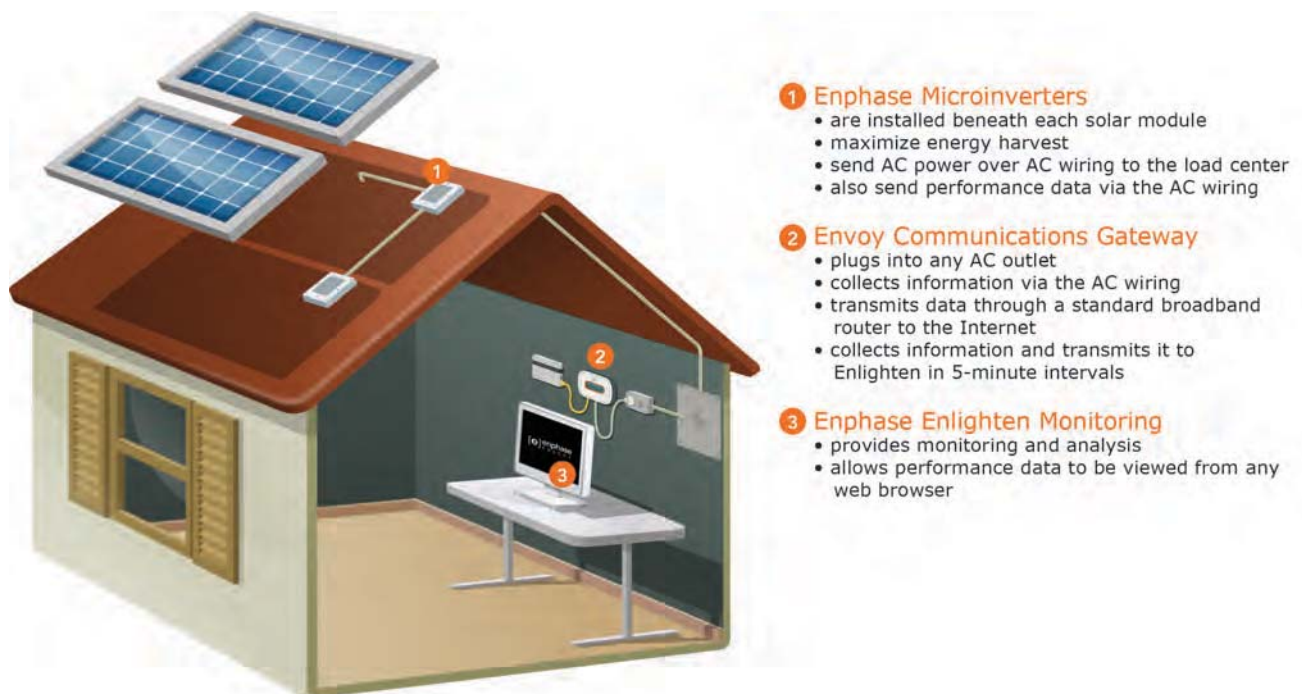 1 Enphase Microinverters
• are installed beneath each solar module
• maximize energy harvest
• send AC power over AC wiring to the load center
• also send performance data via the AC wiring
2 Envoy Communications Gateway
• plugs into any AC outlet
• collects information via the AC wiring
• transmits data through a standard broadband
router to the Internet
• collects information and transmits it to
Enlighten in 5-minute intervals
3 Enphase Enlighten Monitoring
• provides monitoring and analysis
• allows performance data to be viewed from any
web browser
1
2
enphase
3